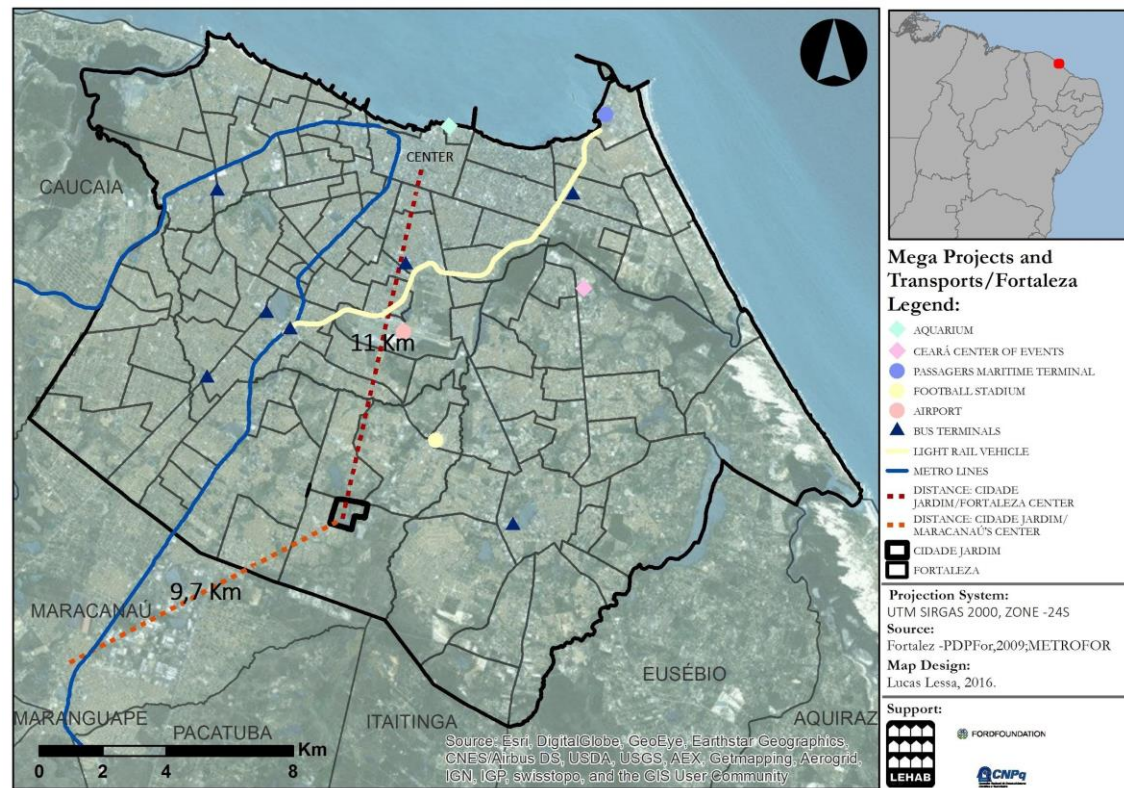 CENTER
CAUCAIA
11 Km
9,7 Km
MARACANAÚ
MARANGUAPE
PACATUBA
ITAITINGA
EUSÉBIO
AQUIRAZ
Km
0 2 4 8
Source: Esri, DigitalGlobe, GeoEye, Earthstar Geographics,
CNES/Airbus DS, USDA, USGS, AEX, Getmapping, Aerogrid,
IGN, IGP, swisstopo, and the GIS User Community
Mega Projects and
Transports/Fortaleza
Legend:
AQUARIUM
CEARÁ CENTER OF EVENTS
PASSAGERS MARITIME TERMINAL
FOOTBALL STADIUM
AIRPORT
BUS TERMINALS
LIGHT RAIL VEHICLE
METRO LINES
DISTANCE: CIDADE
JARDIM/FORTALEZA CENTER
DISTANCE: CIDADE JARDIM/
MARACANAÚ'S CENTER
CIDADE JARDIM
FORTALEZA
Projection System:
UTM SIRGAS 2000, ZONE -24S
Source:
Fortalez -PDPFor,2009;METROFOR
Map Design:
Lucas Lessa, 2016.
Support:
LEHAB
FORDFOUNDATION
CNPq